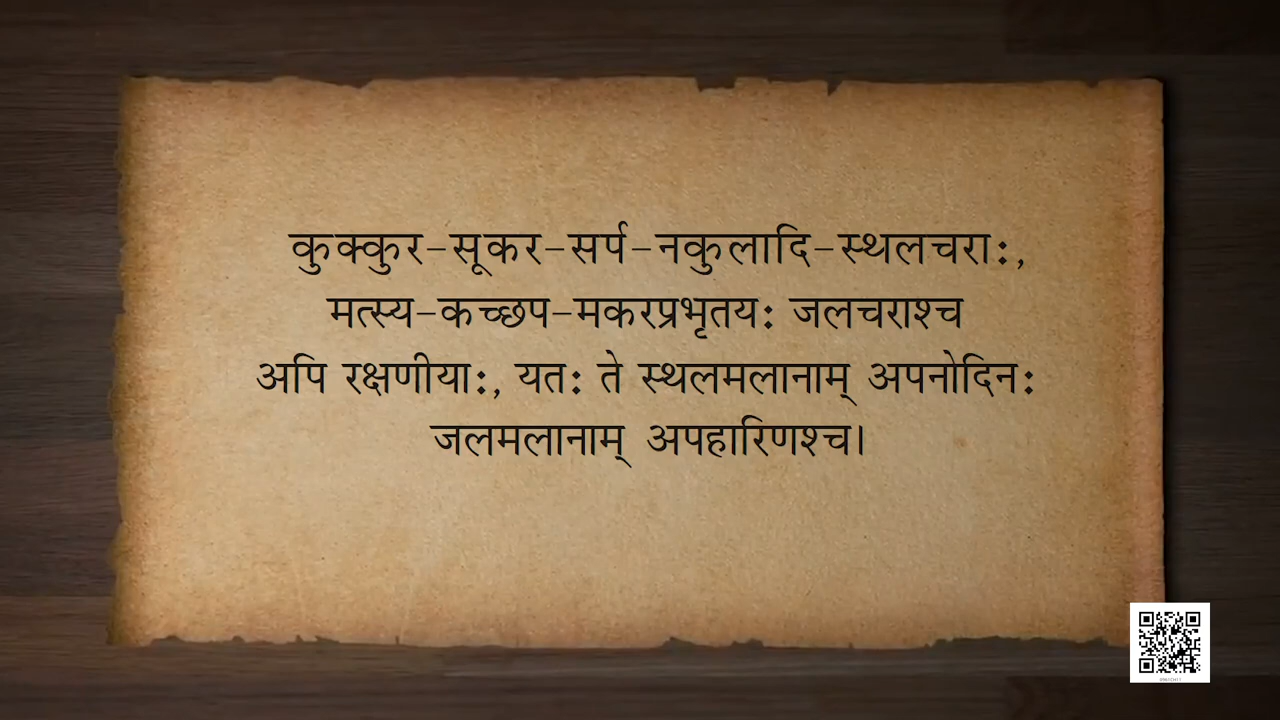 कुक्कुर-सूकर-सर्प-नकुलादि-स्थलचराः,
मत्स्य-कच्छप-मकरप्रभृतयः जलचराश्च
अपि रक्षणीयाः, यतः ते स्थलमलानाम् अपनोदिनः
जलमलानाम् अपहारिणश्च।